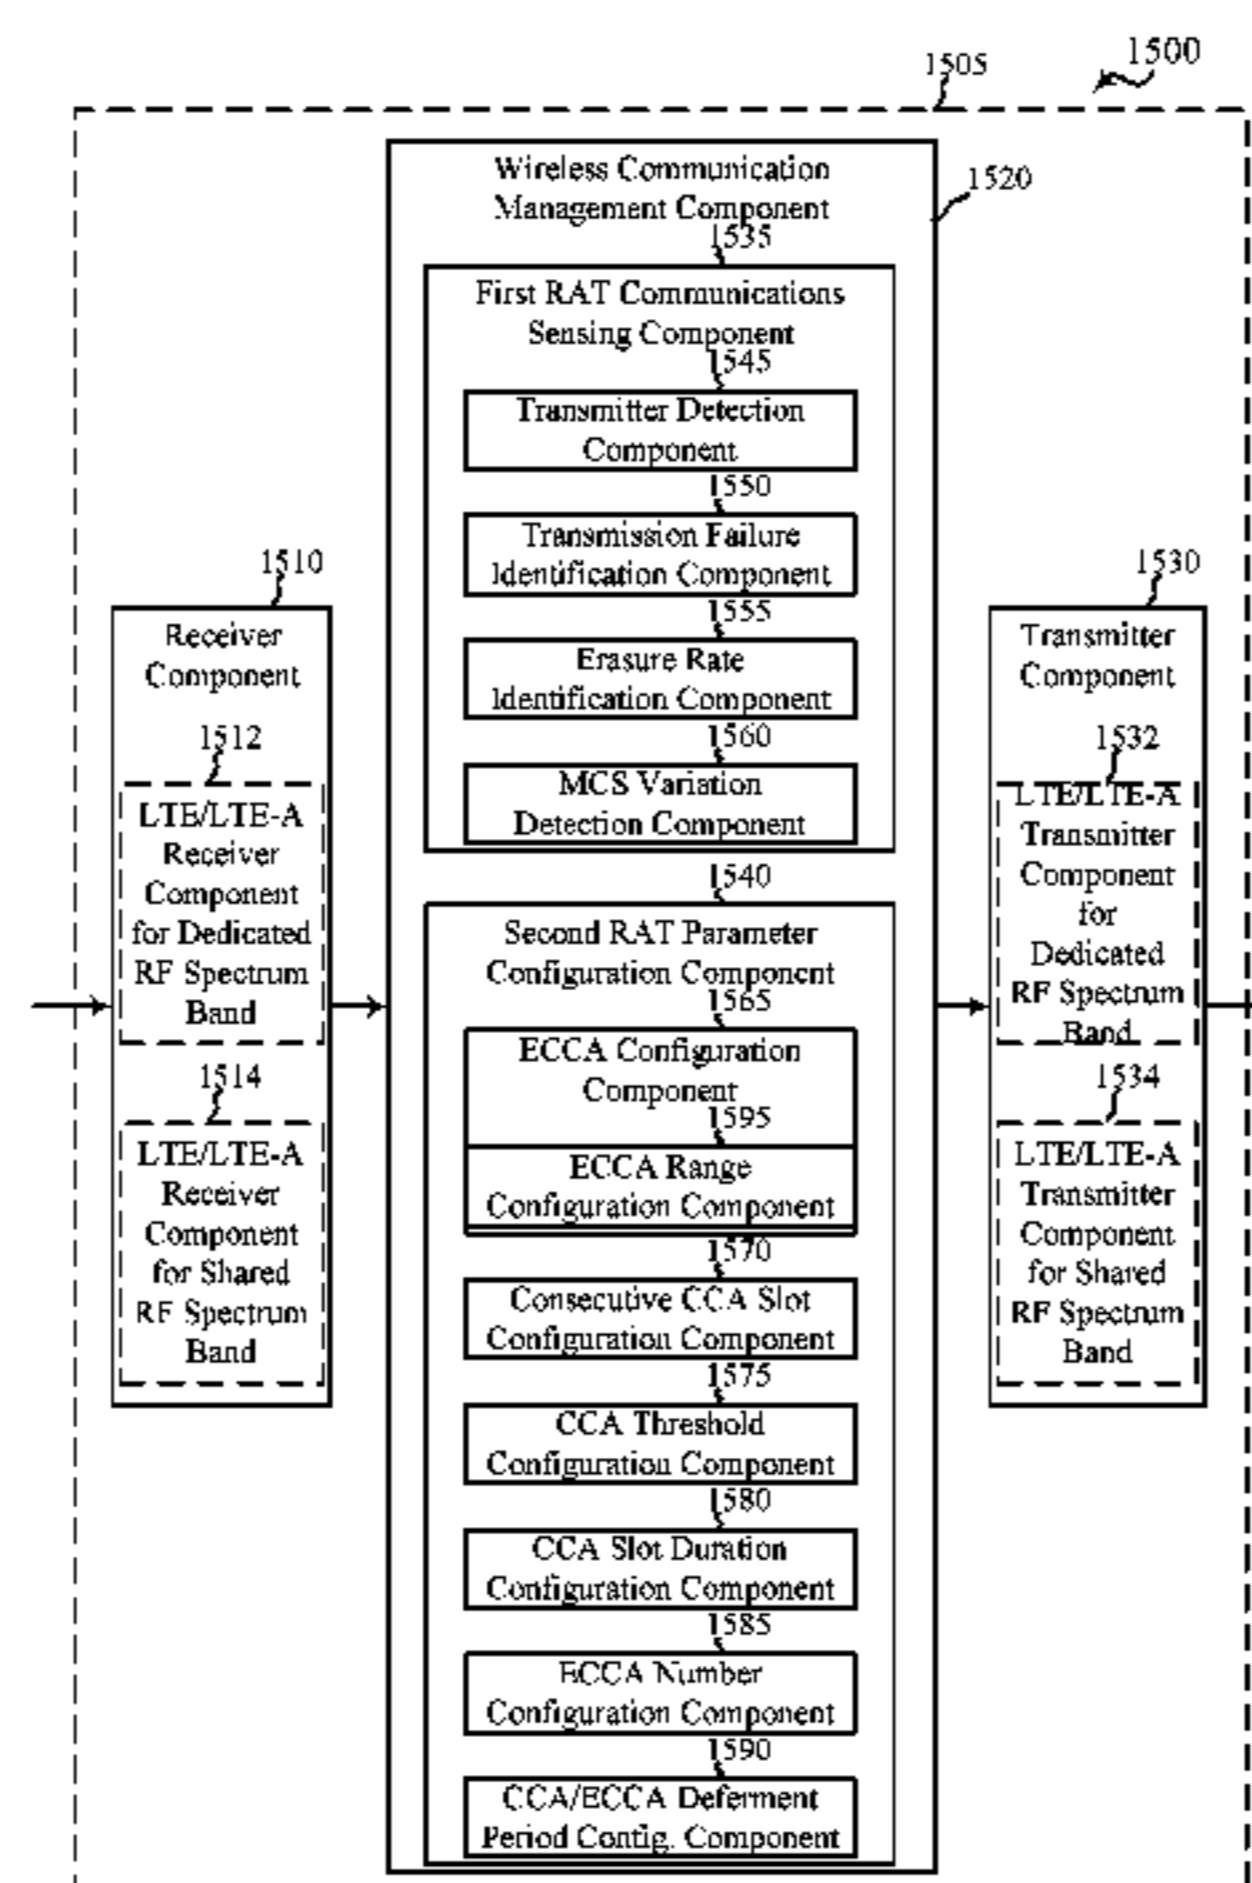 1500
1505
Wireless Communication
Management Component
1520
1535
First RAT Communications
Sensing Component
1545
Transmitter Detection
Component
1550
Transmission Failure
Identification Component
1555
Erasure Rate
Identification Component
1560
MCS Variation
Detection Component
1510
Receiver
Component
1512
LTE/LTE-A
Receiver
Component
for Dedicated
RF Spectrum
Band
1514
LTE/LTE-A
Receiver
Component
for Shared
RF Spectrum
Band
1540
Second RAT Parameter
Configuration Component
1565
ECCA Configuration
Component
1595
ECCA Range
Configuration Component
1570
Consecutive CCA Slot
Configuration Component
1575
CCA Threshold
Configuration Component
1580
CCA Slot Duration
Configuration Component
1585
ECCA Number
Configuration Component
1590
CCA/ECCA Deferment
Period Config. Component
1530
Transmitter
Component
1532
LTE/LTE-A
Transmitter
Component
for
Dedicated
RF Spectrum
Band
1534
LTE/LTE-A
Transmitter
Component
for Shared
RF Spectrum
Band